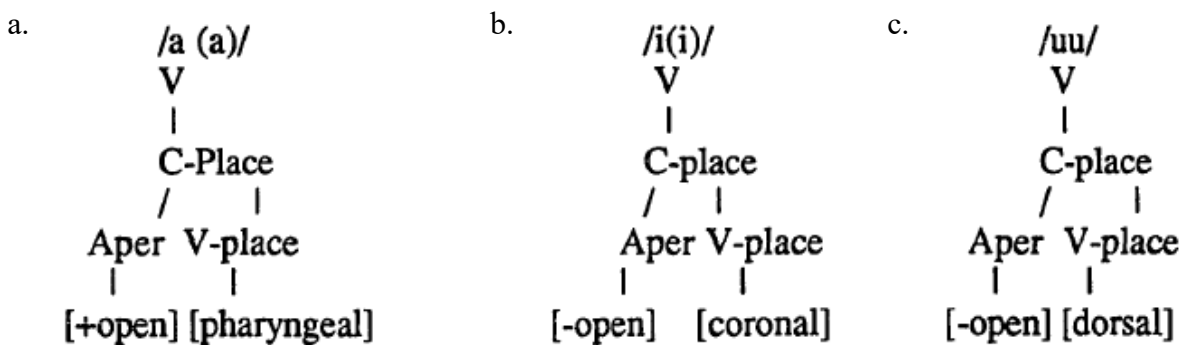 a. /a (a)/ b. /i(i)/ c. /uu/
V V V
C-Place C-place C-place
Aper V-place Aper V-place Aper V-place
[+open] [pharyngeal] [-open] [coronal] [-open] [dorsal]